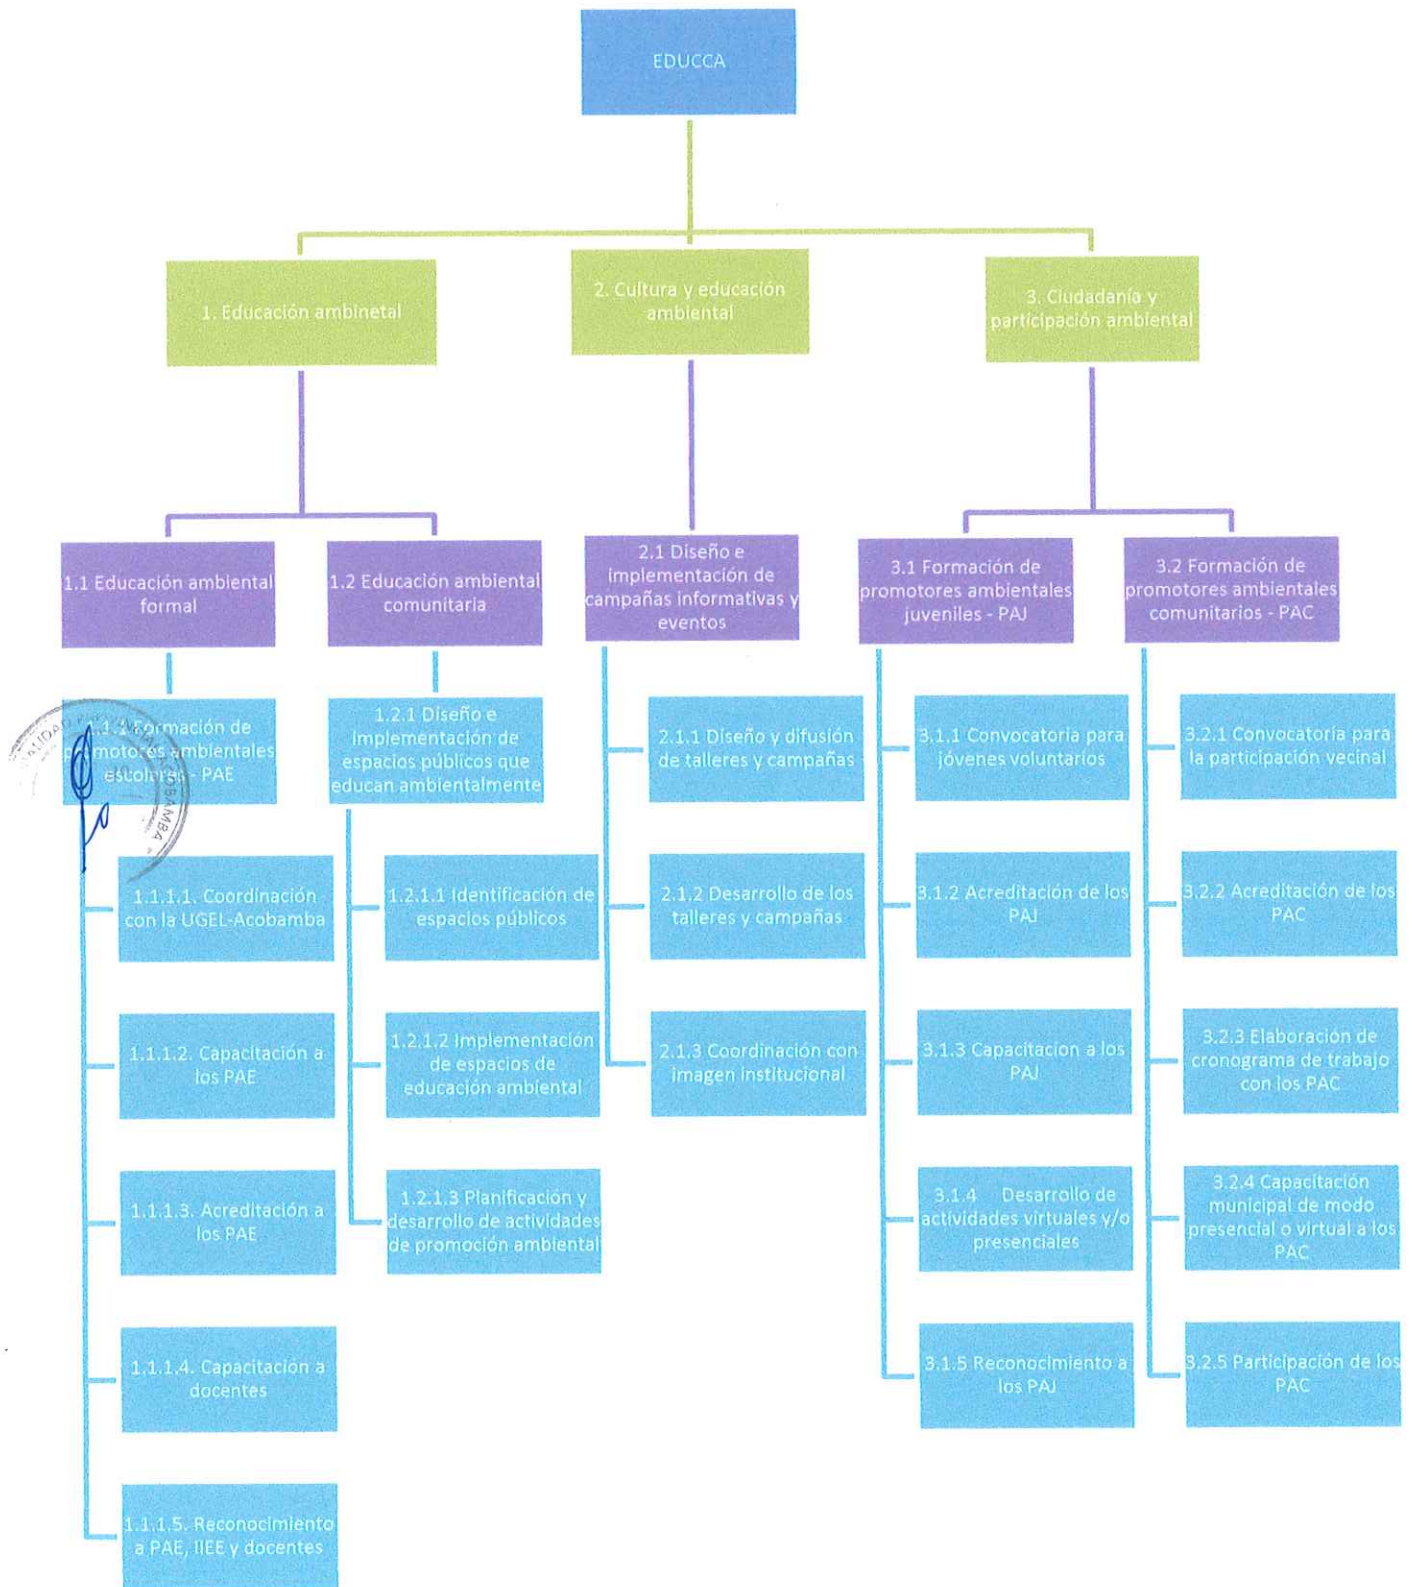 EDUCCA
1. Educación ambinetal
2. Cultura y educación
ambiental
3. Ciudadanía y
participación ambiental
1.1 Educación ambiental
formal
1.2 Educación ambiental
comunitaria
2.1 Diseño e
implementación de
campañas informativas y
eventos
3.1 Formación de
promotores ambientales
juveniles - PAJ
3.2 Formación de
promotores ambientales
comunitarios - PAC
1.1.1 Formación de
promotores ambientales
escolares - PAE
1.1.1.1. Coordinación
con la UGEL-Acobamba
1.1.1.2. Capacitación a
los PAE
1.1.1.3. Acreditación a
los PAE
1.1.1.4. Capacitación a
docentes
1.1.1.5. Reconocimiento
a PAE, IIEE y docentes
1.2.1 Diseño e
implementación de
espacios públicos que
educan ambientalmente
1.2.1.1 Identificación de
espacios públicos
1.2.1.2 Implementación
de espacios de
educación ambiental
1.2.1.3 Planificación y
desarrollo de actividades
de promoción ambiental
2.1.1 Diseño y difusión
de talleres y campañas
2.1.2 Desarrollo de los
talleres y campañas
2.1.3 Coordinación con
imagen institucional
3.1.1 Convocatoria para
jóvenes voluntarios
3.1.2 Acreditación de los
PAJ
3.1.3 Capacitacion a los
PAJ
3.1.4 Desarrollo de
actividades virtuales y/o
presenciales
3.1.5 Reconocimiento a
los PAJ
3.2.1 Convocatoria para
la participación vecinal
3.2.2 Acreditación de los
PAC
3.2.3 Elaboración de
cronograma de trabajo
con los PAC
3.2.4 Capacitación
municipal de modo
presencial o virtual a los
PAC
3.2.5 Participación de los
PAC